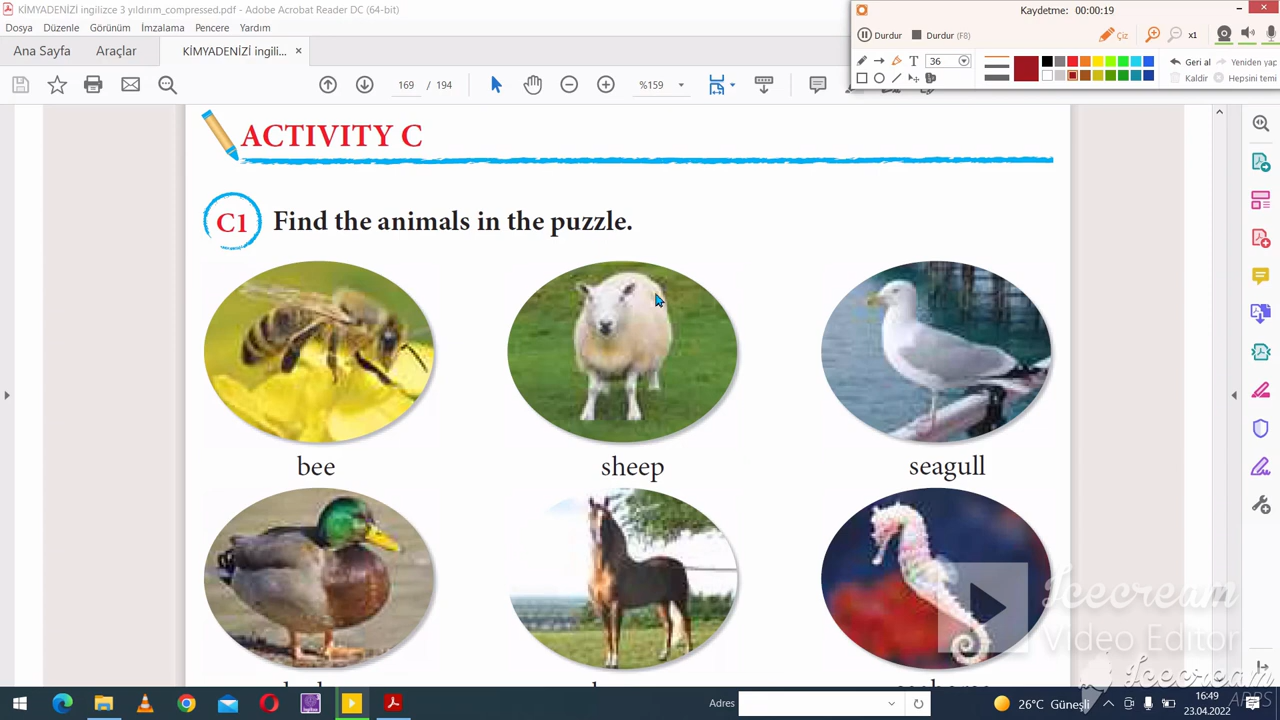 KİMYADENİZİ ingilizce 3 yıldırım_compressed.pdf - Adobe Acrobat Reader DC (64-bit)
Dosya Düzenle Görünüm İmzalama Pencere Yardım
Ana Sayfa Araçlar KİMYADENİZİ ingili... ×
169 / 194 %159
Kaydetme: 00:00:19
Durdur Durdur (F8) Çiz x1
T 36 Geri al Yeniden yap
Kaldır Hepsini temi
ACTIVITY C
C1 Find the animals in the puzzle.
bee sheep seagull
Icecream
Video Editor
Icecream
APPS
Adres 26°C Güneşli 16:49
23.04.2022